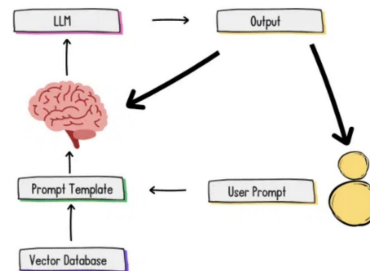 LLM
Output
Prompt Template
User Prompt
Vector Database